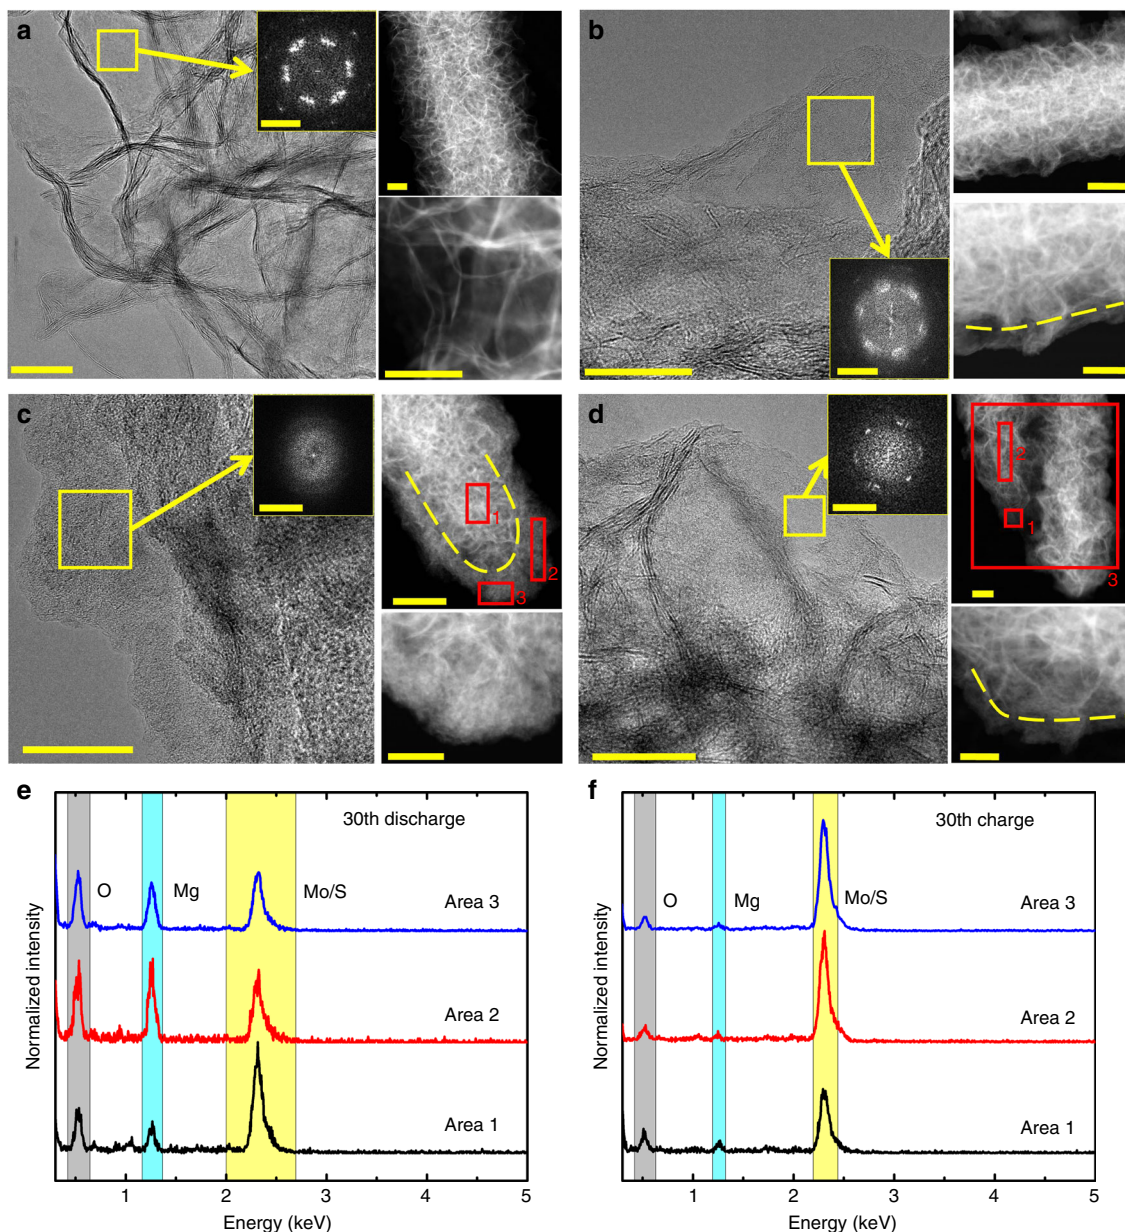 a
b
c
1
2
3
d
2
1
3
e
30th discharge
O
Mg
Mo/S
Area 3
Area 2
Area 1
Normalized intensity
1
2
3
4
5
Energy (keV)
f
30th charge
O
Mg
Mo/S
Area 3
Area 2
Area 1
Normalized intensity
1
2
3
4
5
Energy (keV)